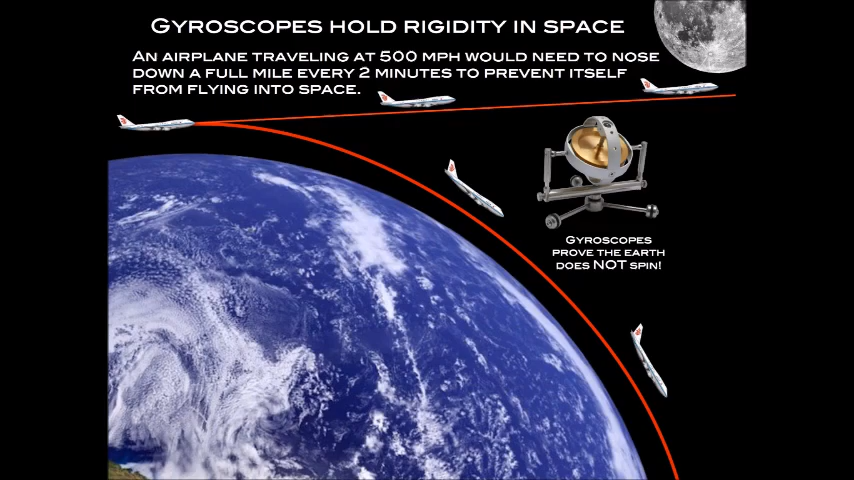 Gyroscopes hold rigidity in space
An airplane traveling at 500 mph would need to nose
down a full mile every 2 minutes to prevent itself
from flying into space.
Gyroscopes
prove the earth
does NOT spin!